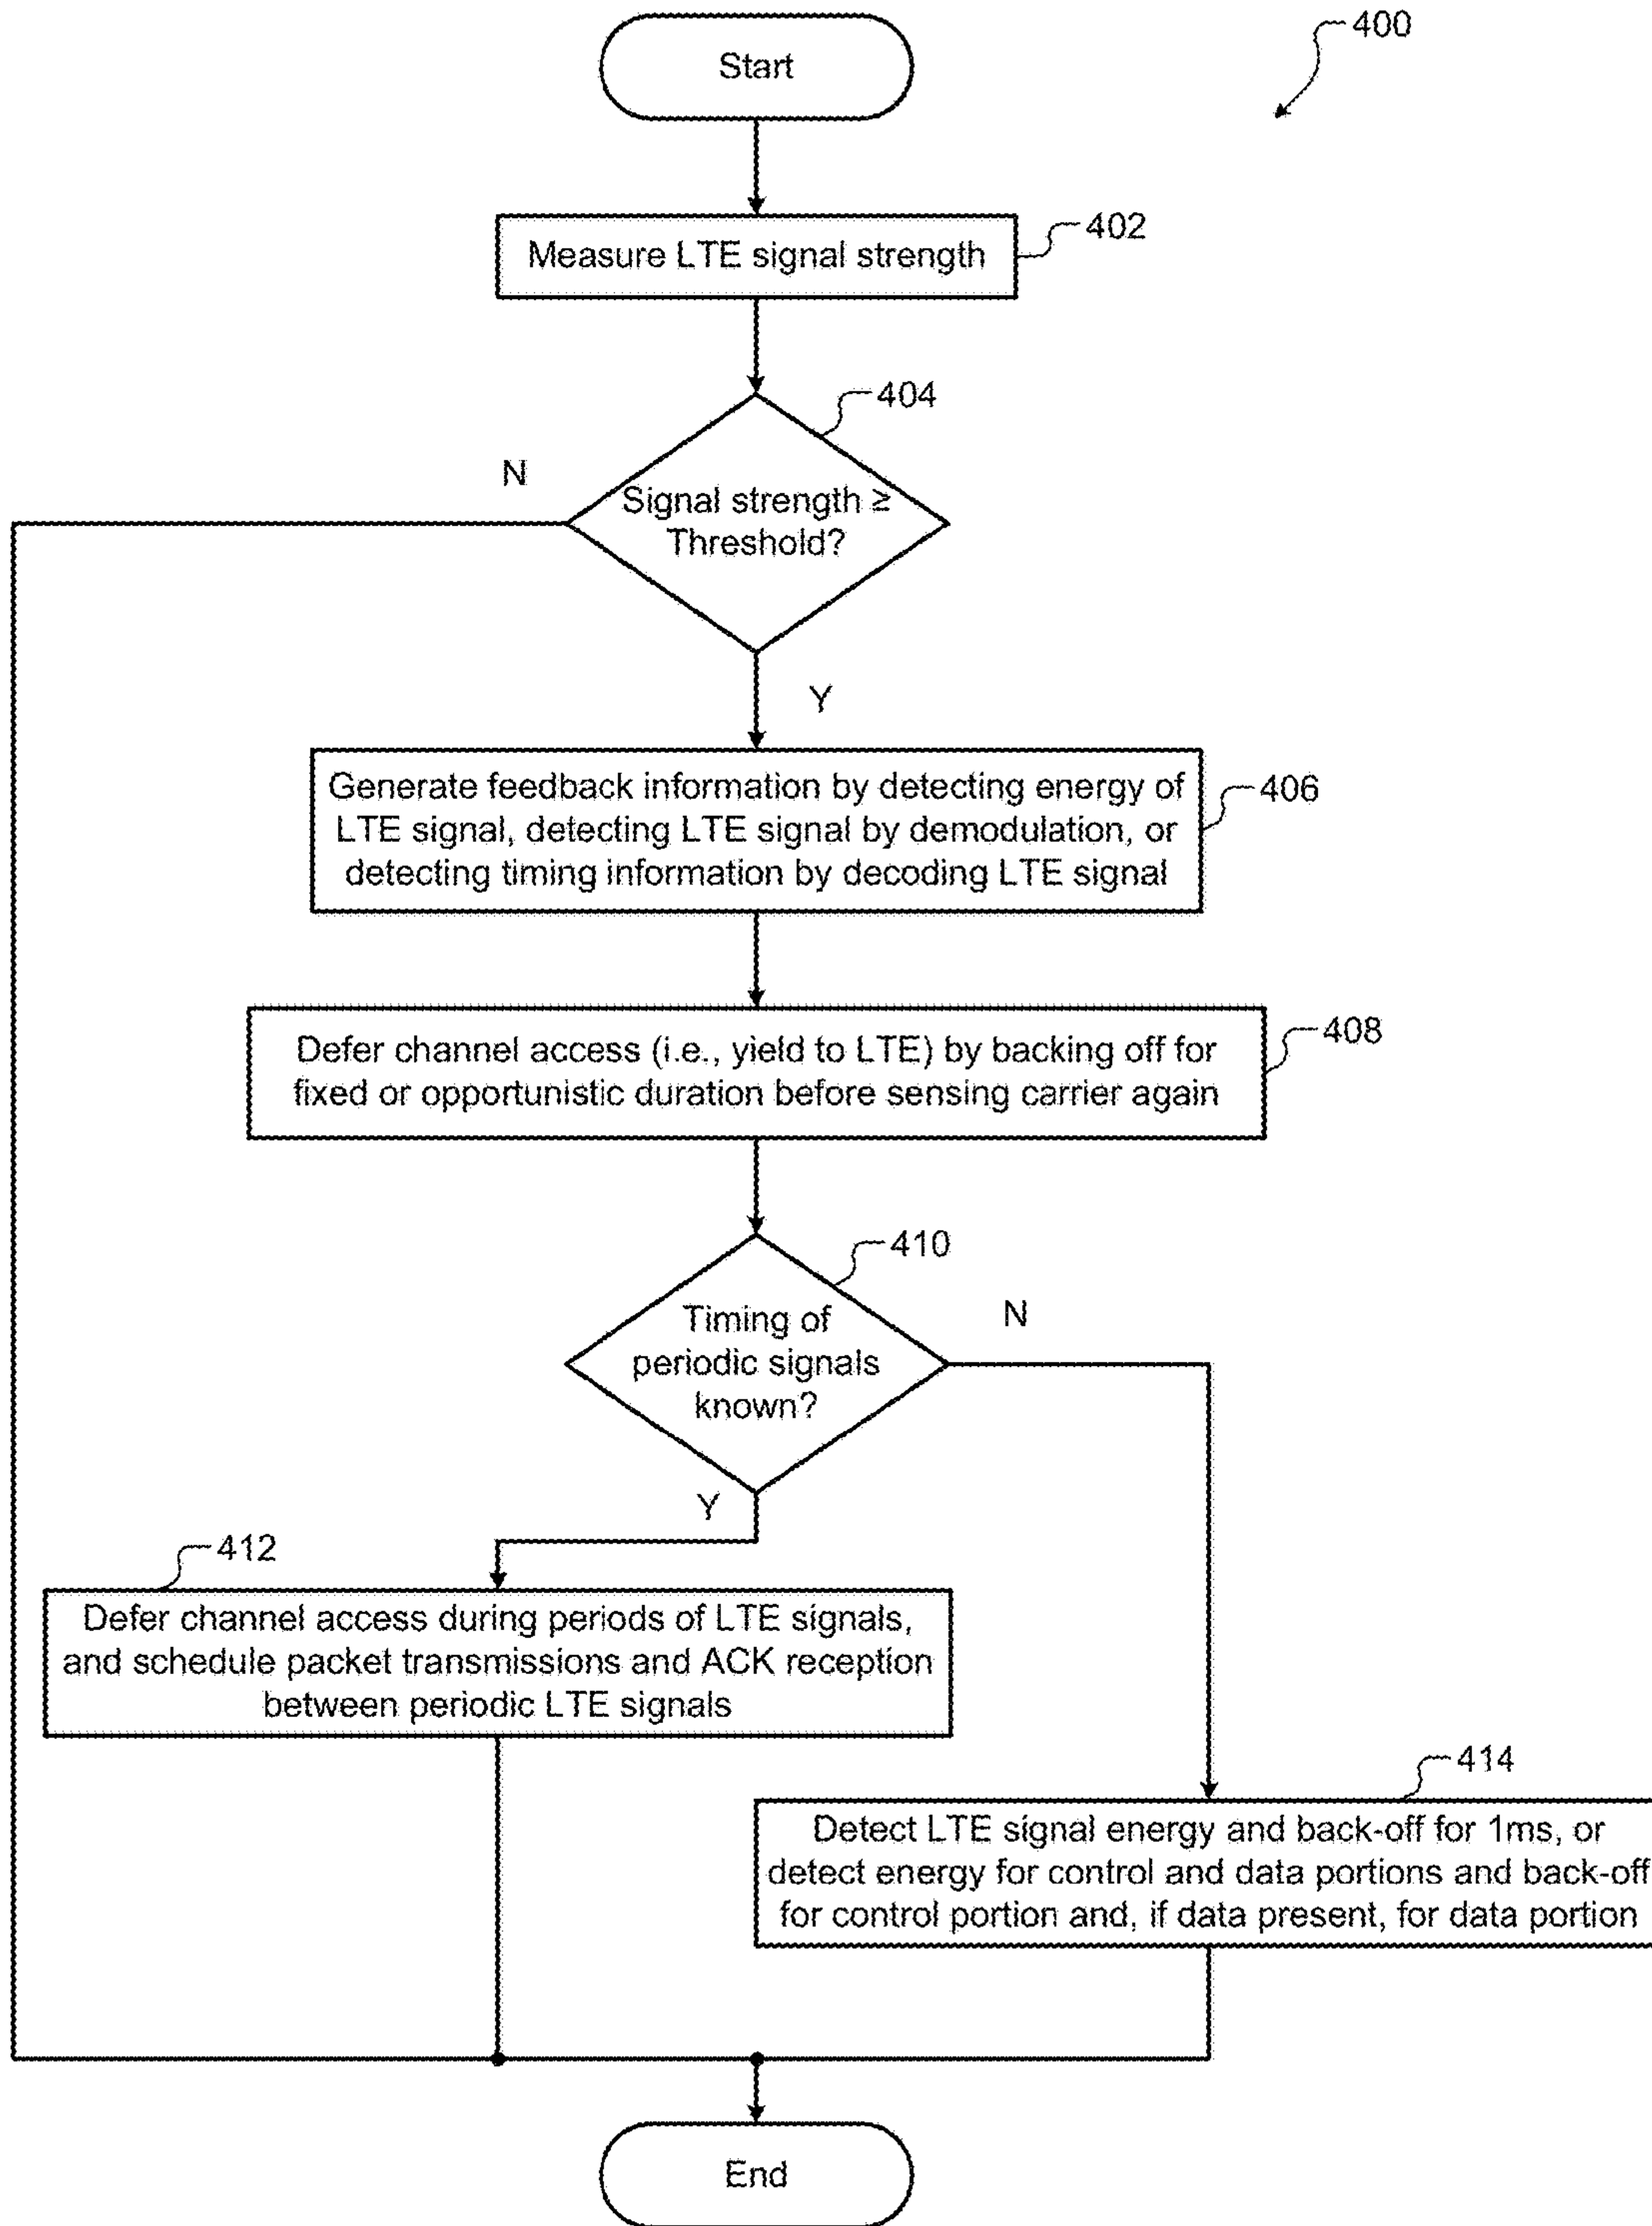 400
Start
402
Measure LTE signal strength
404
N
Signal strength ≥
Threshold?
Y
Generate feedback information by detecting energy of
LTE signal, detecting LTE signal by demodulation, or
detecting timing information by decoding LTE signal
406
Defer channel access (i.e., yield to LTE) by backing off for
fixed or opportunistic duration before sensing carrier again
408
410
Timing of
periodic signals
known?
N
Y
412
Defer channel access during periods of LTE signals,
and schedule packet transmissions and ACK reception
between periodic LTE signals
414
Detect LTE signal energy and back-off for 1ms, or
detect energy for control and data portions and back-off
for control portion and, if data present, for data portion
End